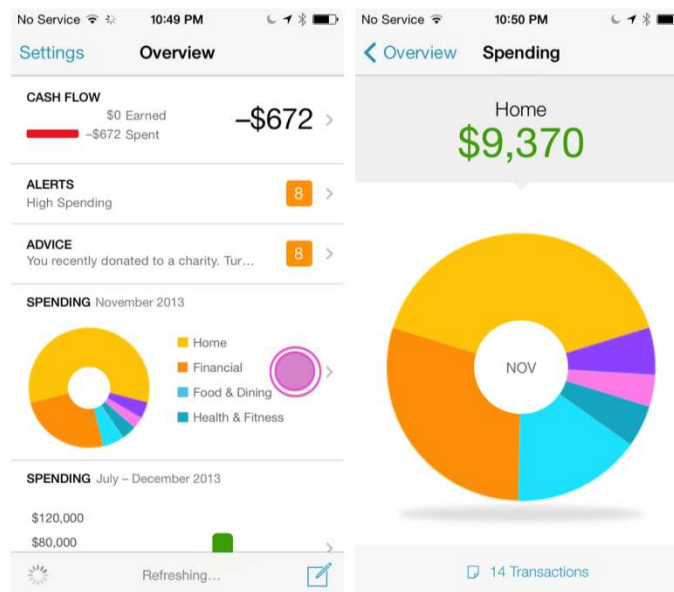 No Service 10:49 PM
Settings Overview
CASH FLOW
$0 Earned
–$672 Spent
–$672
ALERTS
High Spending
8
ADVICE
You recently donated to a charity. Tur...
8
SPENDING November 2013
Home
Financial
Food & Dining
Health & Fitness
SPENDING July – December 2013
$120,000
$80,000
Refreshing...
No Service 10:50 PM
Overview Spending
Home
$9,370
NOV
14 Transactions